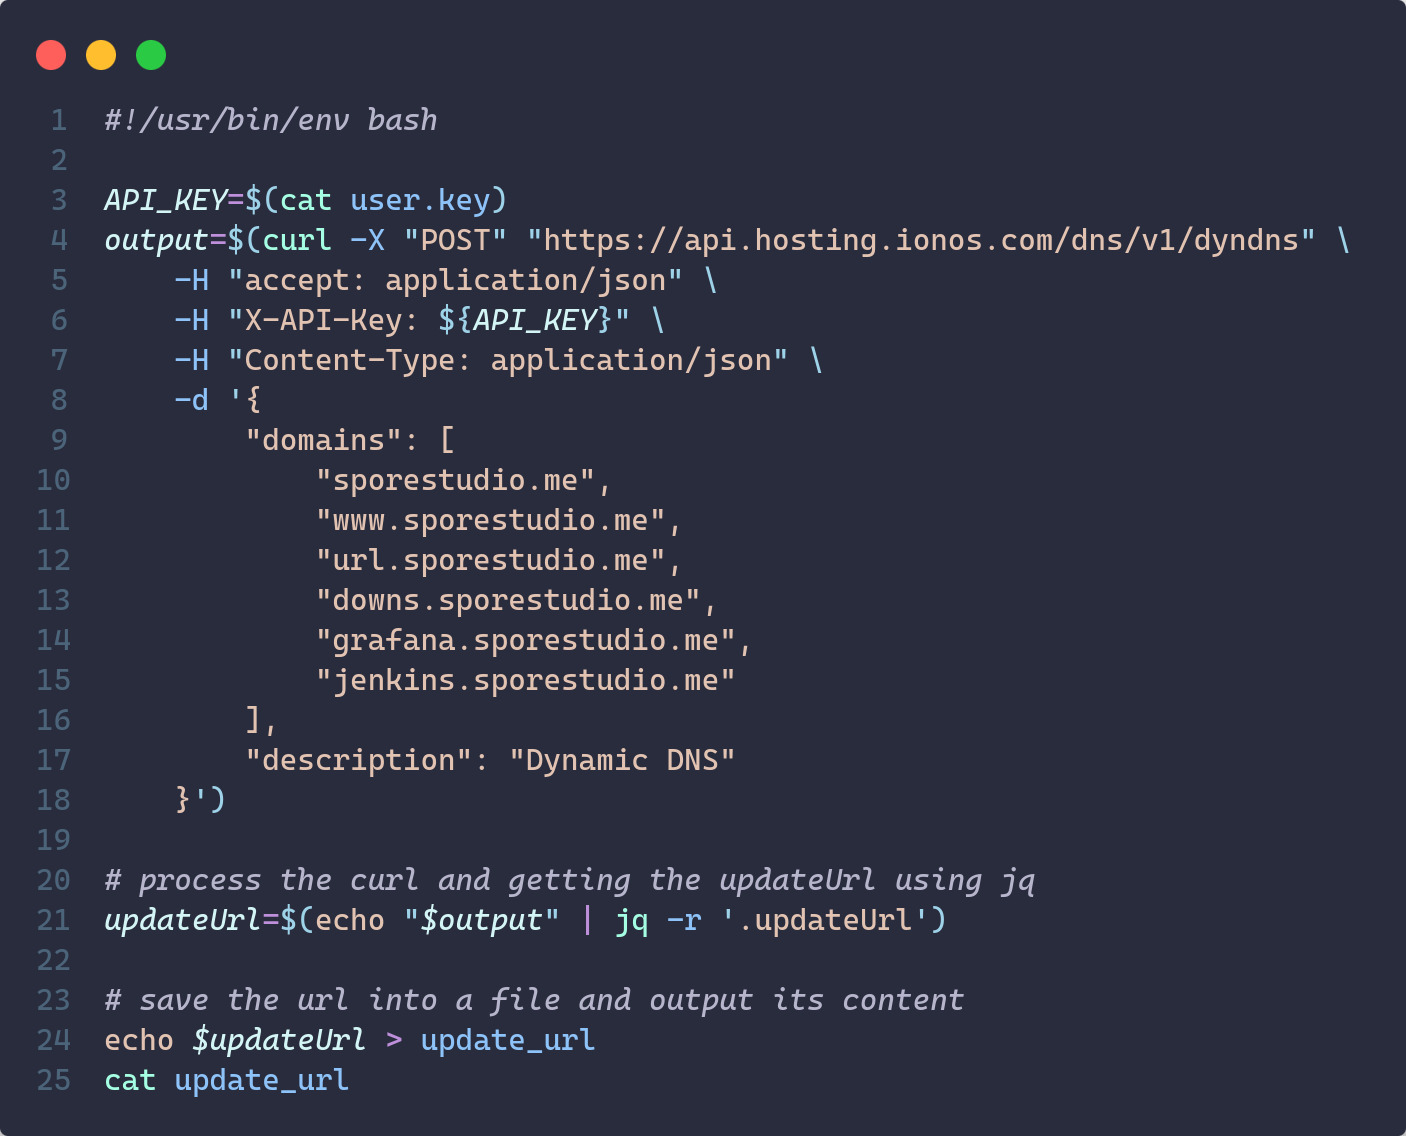 1 #!/usr/bin/env bash
2
3 API_KEY=$(cat user.key)
4 output=$(curl -X "POST" "https://api.hosting.ionos.com/dns/v1/dyndns" \
5     -H "accept: application/json" \
6     -H "X-API-Key: ${API_KEY}" \
7     -H "Content-Type: application/json" \
8     -d '{
9         "domains": [
10             "sporestudio.me",
11             "www.sporestudio.me",
12             "url.sporestudio.me",
13             "downs.sporestudio.me",
14             "grafana.sporestudio.me",
15             "jenkins.sporestudio.me"
16         ],
17         "description": "Dynamic DNS"
18     }')
19
20 # process the curl and getting the updateUrl using jq
21 updateUrl=$(echo "$output" | jq -r '.updateUrl')
22
23 # save the url into a file and output its content
24 echo $updateUrl > update_url
25 cat update_url